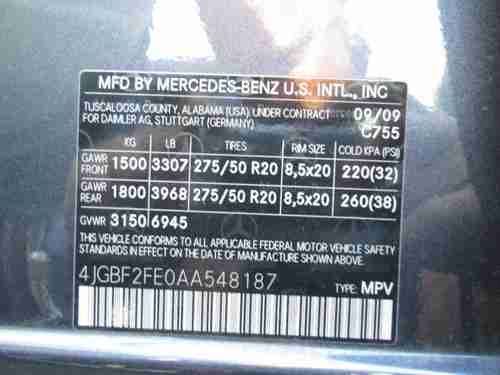 MFD BY MERCEDES-BENZ U.S. INTL., INC
TUSCALOOSA COUNTY, ALABAMA (USA) UNDER CONTRACT 09/09
FOR DAIMLER AG, STUTTGART (GERMANY) C755
KG LB TIRES RIM SIZE COLD KPA (PSI)
GAWR FRONT 1500 3307 275/50 R20 8,5x20 220(32)
GAWR REAR 1800 3968 275/50 R20 8,5x20 260(38)
GVWR 3150 6945
THIS VEHICLE CONFORMS TO ALL APPLICABLE FEDERAL MOTOR VEHICLE
SAFETY STANDARDS IN EFFECT ON THE DATE OF MANUFACTURE SHOWN
ABOVE.
4JGBF2FE0AA548187 TYPE: MPV